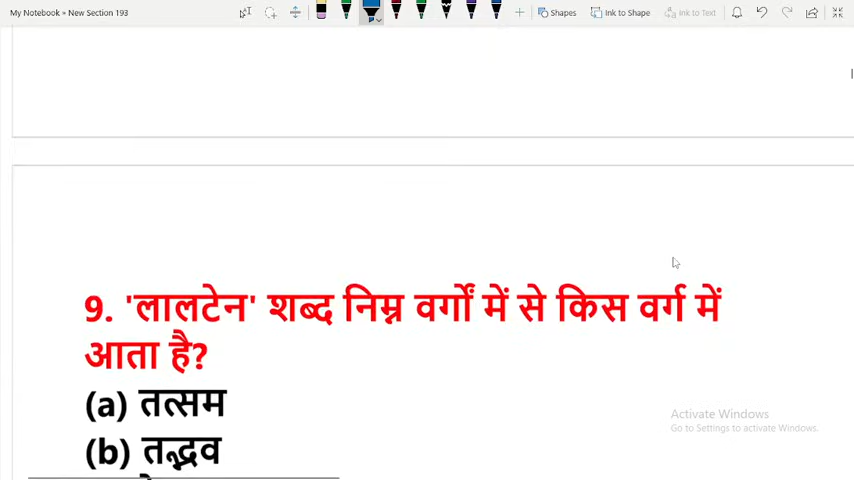 My Notebook » New Section 193
Shapes
Ink to Shape
Ink to Text
9. 'लालटेन' शब्द निम्न वर्गों में से किस वर्ग में
आता है?
(a) तत्सम
(b) तद्भव
Activate Windows
Go to Settings to activate Windows.